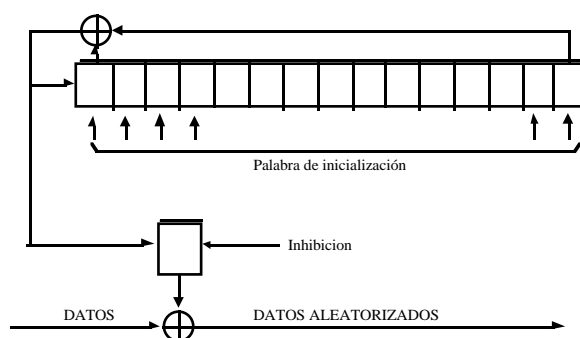 Palabra de inicialización
Inhibicion
DATOS
DATOS ALEATORIZADOS